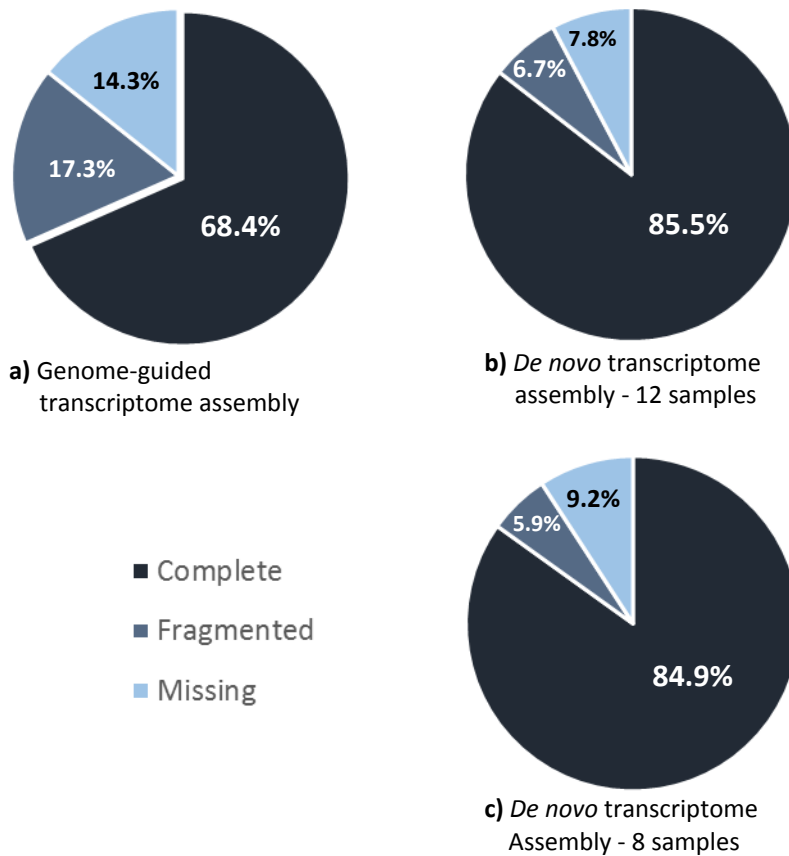 14.3%
17.3%
68.4%
a) Genome-guided
transcriptome assembly
7.8%
6.7%
85.5%
b) De novo transcriptome
assembly - 12 samples
Complete
Fragmented
Missing
9.2%
5.9%
84.9%
c) De novo transcriptome
Assembly - 8 samples